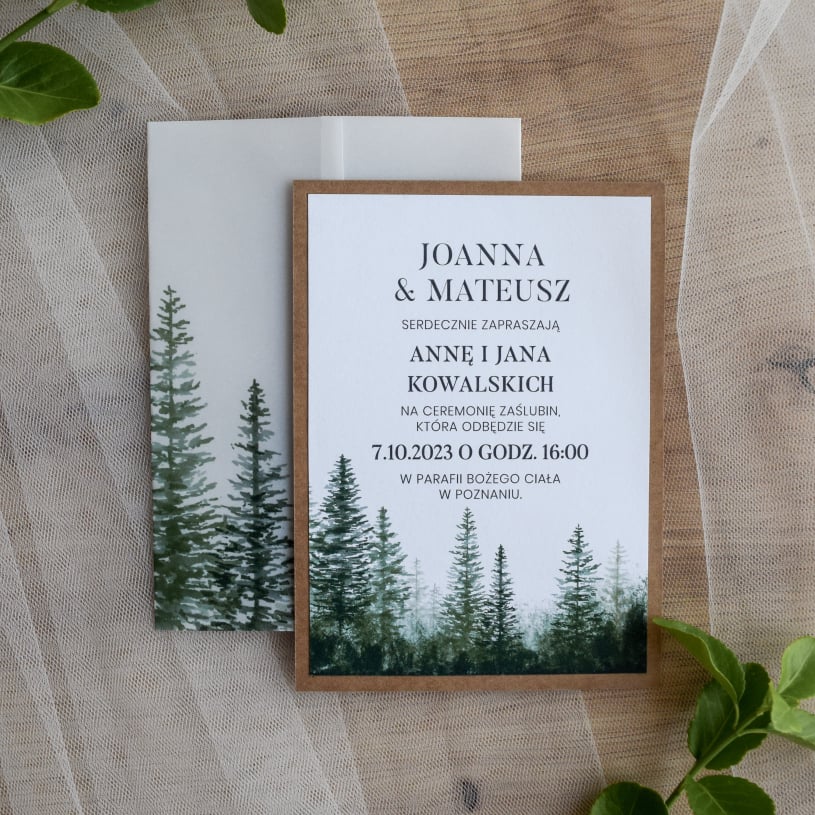 JOANNA
& MATEUSZ
SERDECZNIE ZAPRASZAJĄ
ANNĘ I JANA
KOWALSKICH
NA CEREMONIĘ ZAŚLUBIN,
KTÓRA ODBĘDZIE SIĘ
7.10.2023 O GODZ. 16:00
W PARAFII BOŻEGO CIAŁA
W POZNANIU.